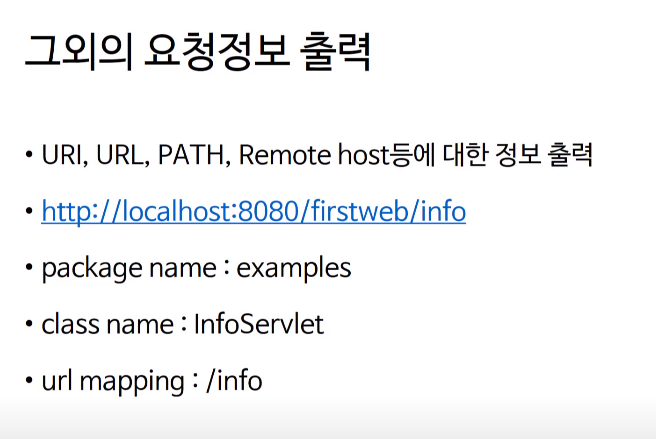 그외의 요청정보 출력
• URI, URL, PATH, Remote host등에 대한 정보 출력
• http://localhost:8080/firstweb/info
• package name : examples
• class name : InfoServlet
• url mapping : /info